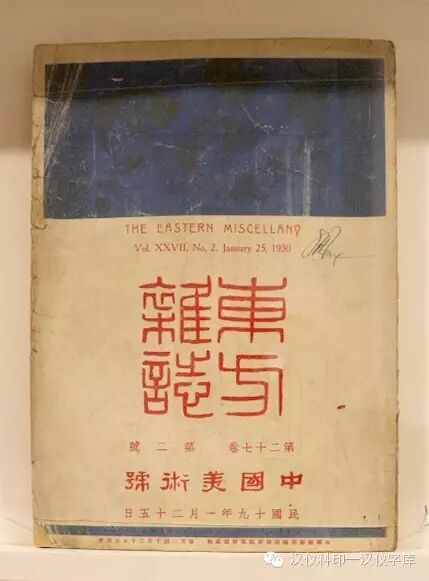 THE EASTERN MISCELLANY
Vol. XXVII, No. 2, January 25, 1930
東方
雜誌
第二十七卷 第二號
中國美術號
民國十九年一月二十五日
汉仪科印—汉仪字库